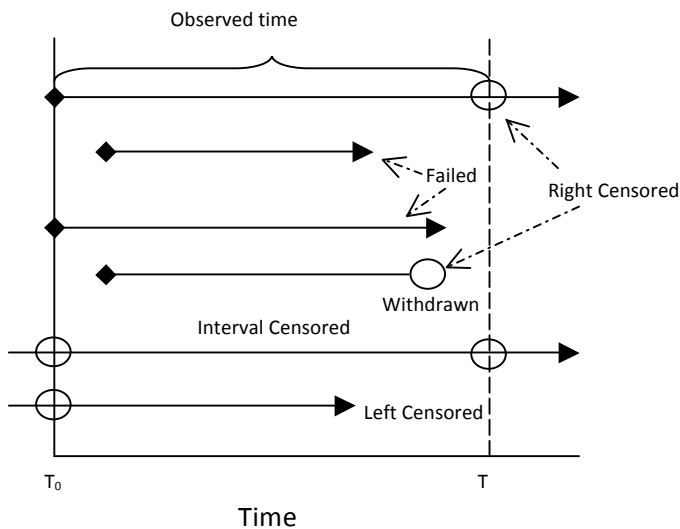 Observed time
Failed
Right Censored
Withdrawn
Interval Censored
Left Censored
T₀
T
Time